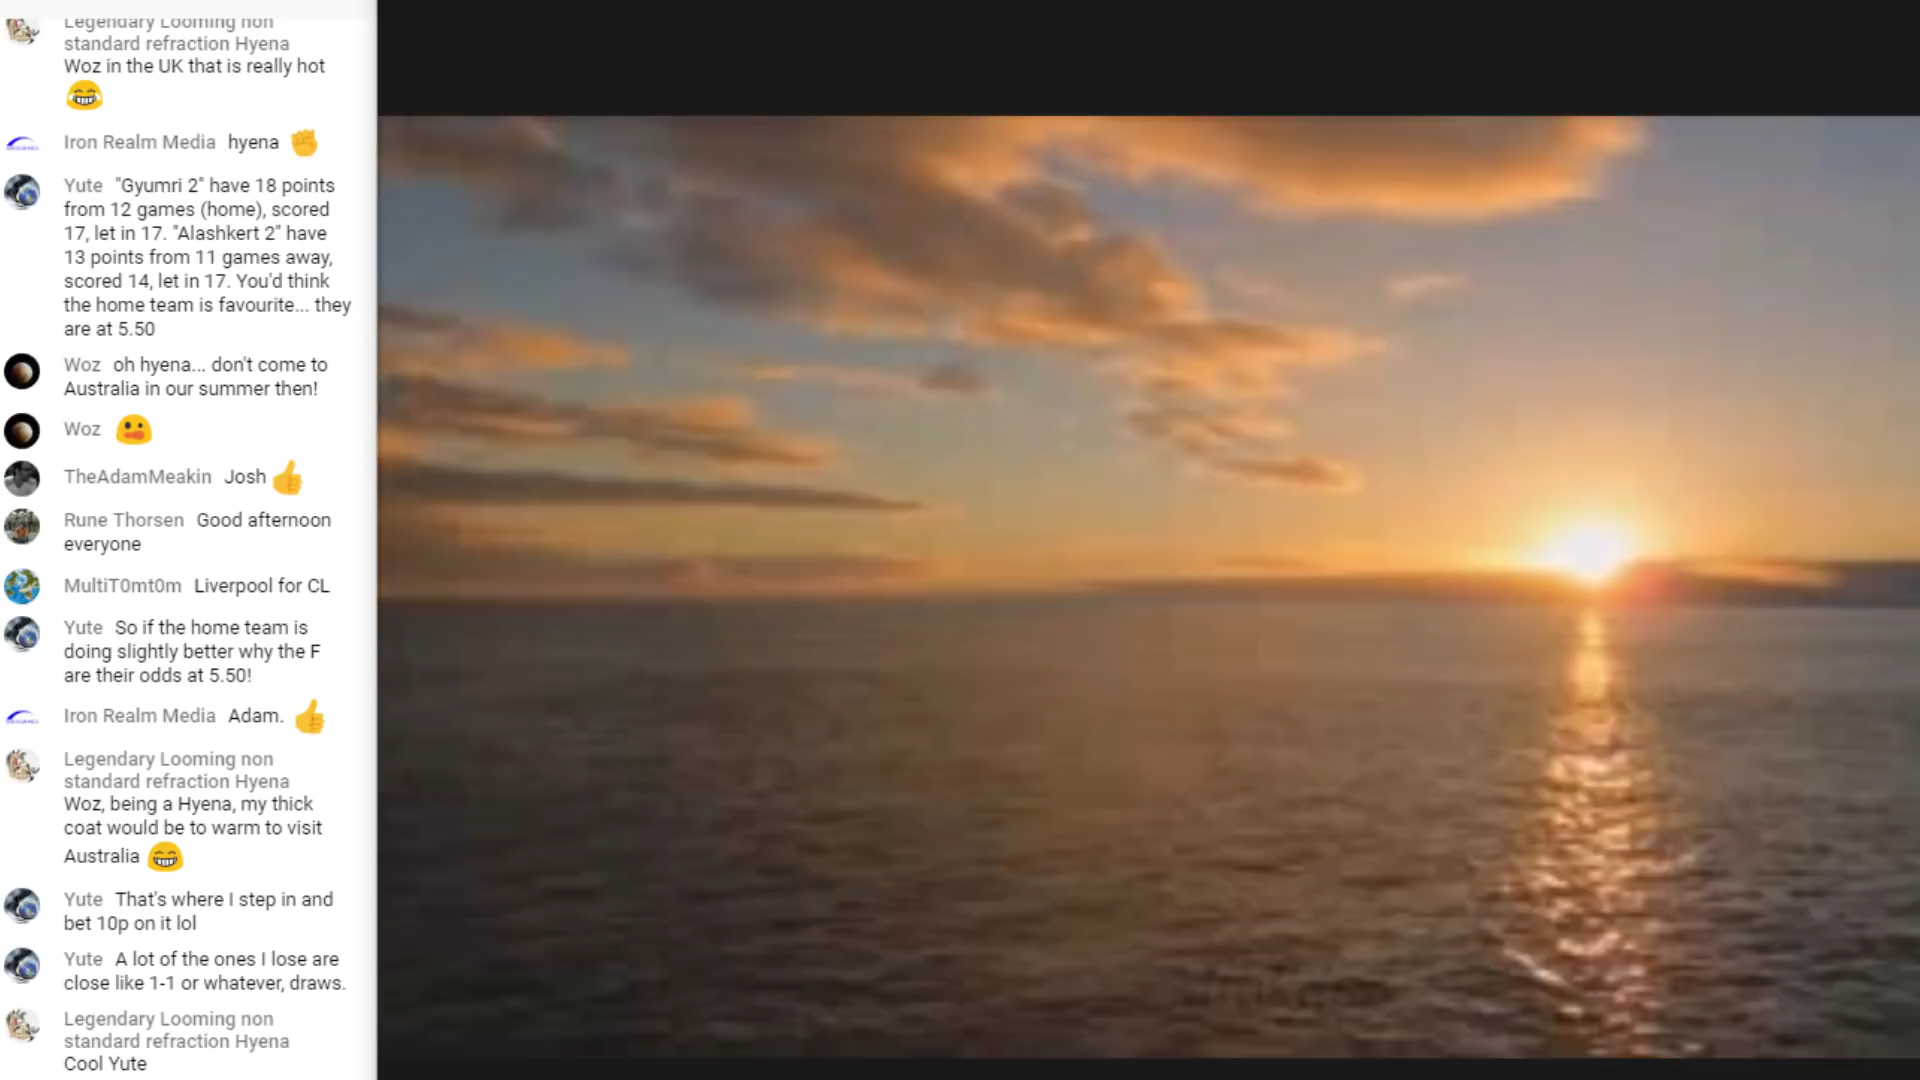 Legendary Looming non
standard refraction Hyena
Woz in the UK that is really hot
Iron Realm Media hyena
Yute "Gyumri 2" have 18 points
from 12 games (home), scored
17, let in 17. "Alashkert 2" have
13 points from 11 games away,
scored 14, let in 17. You'd think
the home team is favourite... they
are at 5.50
Woz oh hyena... don't come to
Australia in our summer then!
Woz
TheAdamMeakin Josh
Rune Thorsen Good afternoon
everyone
MultiT0mt0m Liverpool for CL
Yute So if the home team is
doing slightly better why the F
are their odds at 5.50!
Iron Realm Media Adam.
Legendary Looming non
standard refraction Hyena
Woz, being a Hyena, my thick
coat would be to warm to visit
Australia
Yute That's where I step in and
bet 10p on it lol
Yute A lot of the ones I lose are
close like 1-1 or whatever, draws.
Legendary Looming non
standard refraction Hyena
Cool Yute